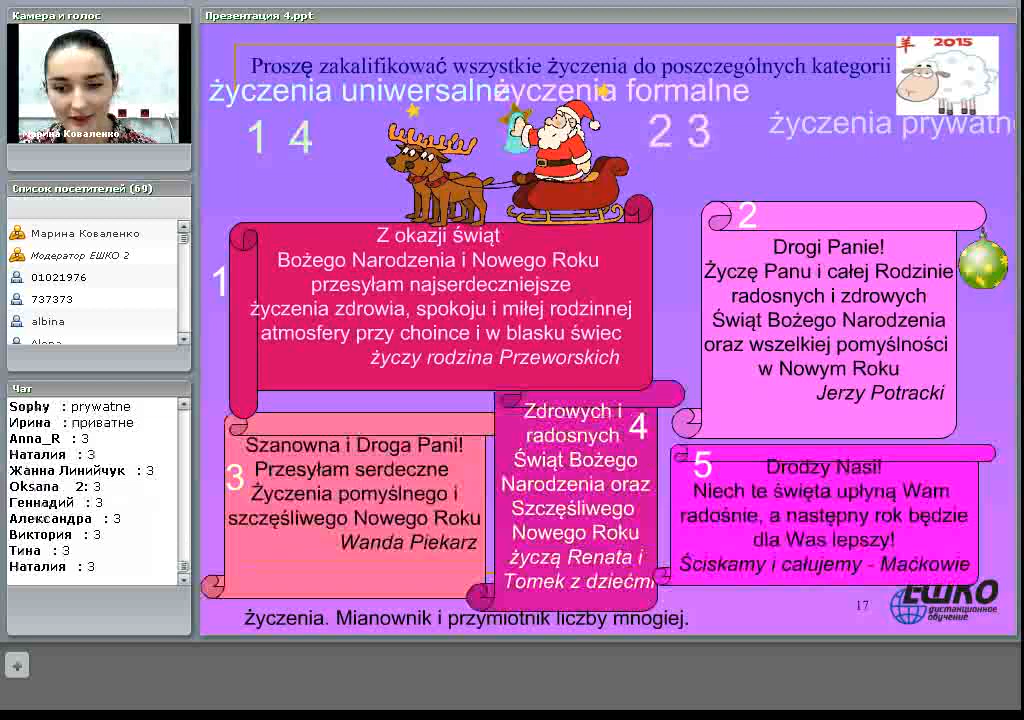 Камера и голос
Марина Коваленко
Список посетителей (69)
Марина Коваленко
Модератор ЕШКО 2
01021976
737373
albina
Alena
Чат
Sophy : prywatne
Ирина : приватне
Anna_R : 3
Наталия : 3
Жанна Линийчук : 3
Oksana 2: 3
Геннадий : 3
Александра : 3
Виктория : 3
Тина : 3
Наталия : 3
Презентация 4.ppt
Proszę zakalifikować wszystkie życzenia do poszczególnych kategorii
羊 2015
życzenia uniwersalne
życzenia formalne
życzenia prywatn
1 4
2 3
1
Z okazji świąt
Bożego Narodzenia i Nowego Roku
przesyłam najserdeczniejsze
życzenia zdrowia, spokoju i miłej rodzinnej
atmosfery przy choince i w blasku świec
życzy rodzina Przeworskich
2
Drogi Panie!
Życzę Panu i całej Rodzinie
radosnych i zdrowych
Świąt Bożego Narodzenia
oraz wszelkiej pomyślności
w Nowym Roku
Jerzy Potracki
3
Szanowna i Droga Pani!
Przesyłam serdeczne
Życzenia pomyślnego i
szczęśliwego Nowego Roku
Wanda Piekarz
4
Zdrowych i
radosnych
Świąt Bożego
Narodzenia oraz
Szczęśliwego
Nowego Roku
życzą Renata i
Tomek z dziećmi
5
Drodzy Nasi!
Niech te święta upłyną Wam
radośnie, a następny rok będzie
dla Was lepszy!
Ściskamy i całujemy - Maćkowie
Życzenia. Mianownik i przymiotnik liczby mnogiej.
17
ЕШКО
дистанционное
обучение